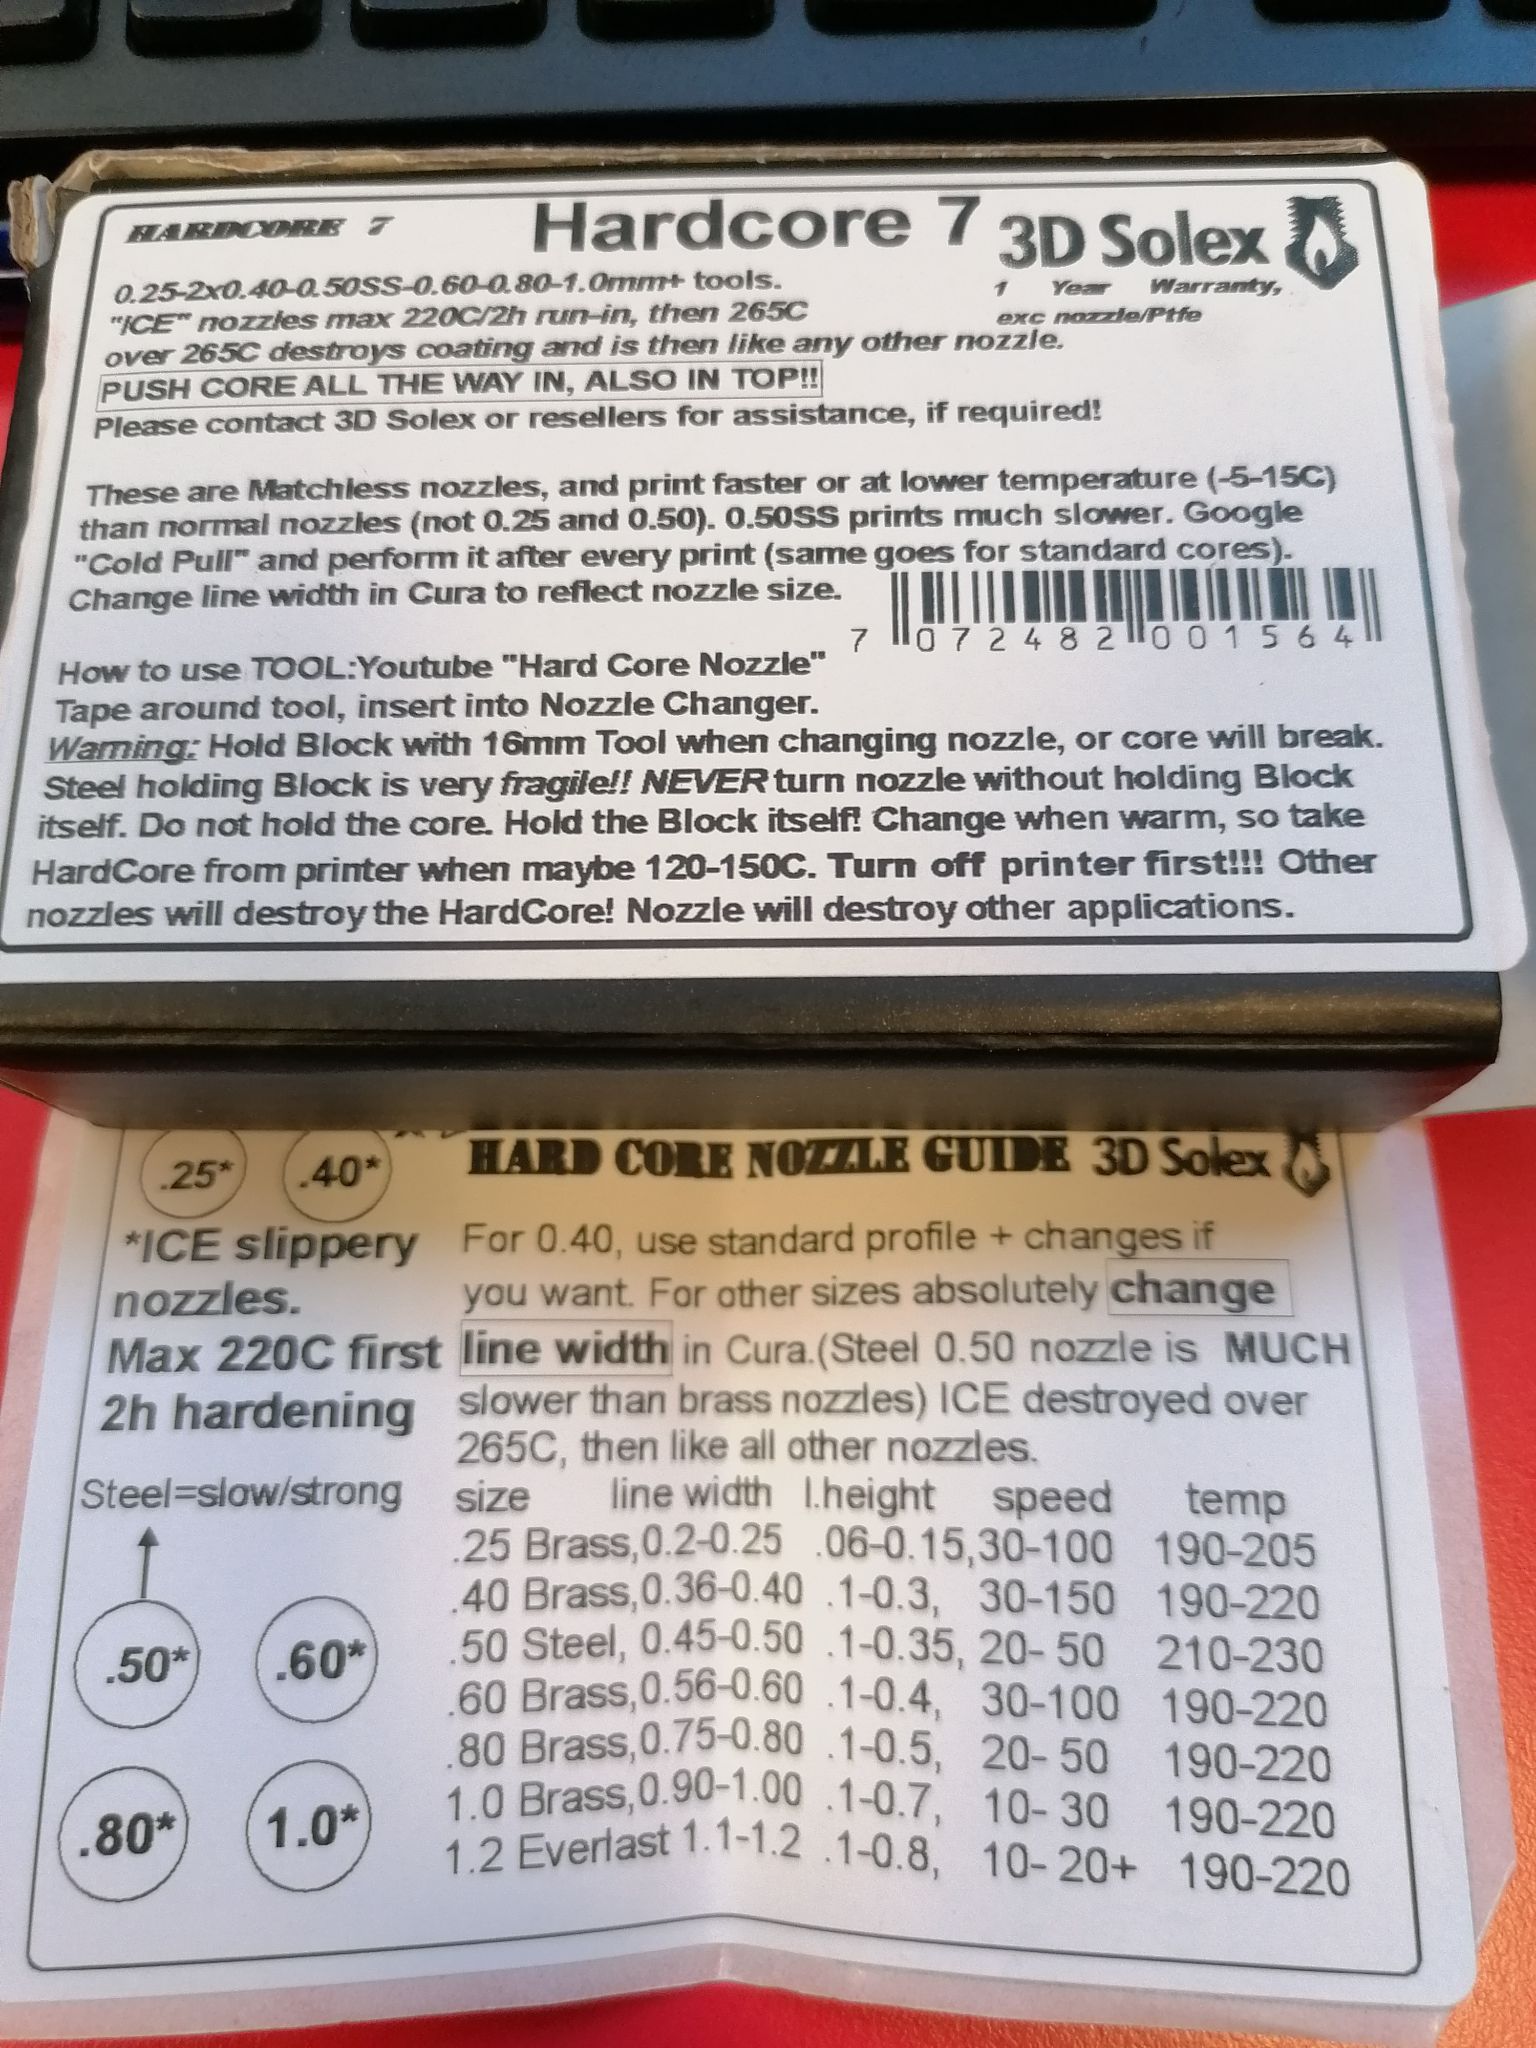 HARDCORE 7
Hardcore 7
3D Solex
0.25-2x0.40-0.50SS-0.60-0.80-1.0mm+ tools.
1 Year Warranty,
"ICE" nozzles max 220C/2h run-in, then 265C
exc nozzle/Ptfe
over 265C destroys coating and is then like any other nozzle.
PUSH CORE ALL THE WAY IN, ALSO IN TOP!!
Please contact 3D Solex or resellers for assistance, if required!
These are Matchless nozzles, and print faster or at lower temperature (-5-15C)
than normal nozzles (not 0.25 and 0.50). 0.50SS prints much slower. Google
"Cold Pull" and perform it after every print (same goes for standard cores).
Change line width in Cura to reflect nozzle size.
7 072482 001564
How to use TOOL:Youtube "Hard Core Nozzle"
Tape around tool, insert into Nozzle Changer.
Warning: Hold Block with 16mm Tool when changing nozzle, or core will break.
Steel holding Block is very fragile!! NEVER turn nozzle without holding Block
itself. Do not hold the core. Hold the Block itself! Change when warm, so take
HardCore from printer when maybe 120-150C. Turn off printer first!!! Other
nozzles will destroy the HardCore! Nozzle will destroy other applications.
.25*
.40*
HARD CORE NOZZLE GUIDE 3D Solex
*ICE slippery
nozzles.
Max 220C first
2h hardening
Steel=slow/strong
.50*
.60*
.80*
1.0*
For 0.40, use standard profile + changes if
you want. For other sizes absolutely change
line width in Cura.(Steel 0.50 nozzle is MUCH
slower than brass nozzles) ICE destroyed over
265C, then like all other nozzles.
size line width l.height speed temp
.25 Brass,0.2-0.25 .06-0.15,30-100 190-205
.40 Brass,0.36-0.40 .1-0.3, 30-150 190-220
.50 Steel, 0.45-0.50 .1-0.35, 20- 50 210-230
.60 Brass,0.56-0.60 .1-0.4, 30-100 190-220
.80 Brass,0.75-0.80 .1-0.5, 20- 50 190-220
1.0 Brass,0.90-1.00 .1-0.7, 10- 30 190-220
1.2 Everlast 1.1-1.2 .1-0.8, 10- 20+ 190-220